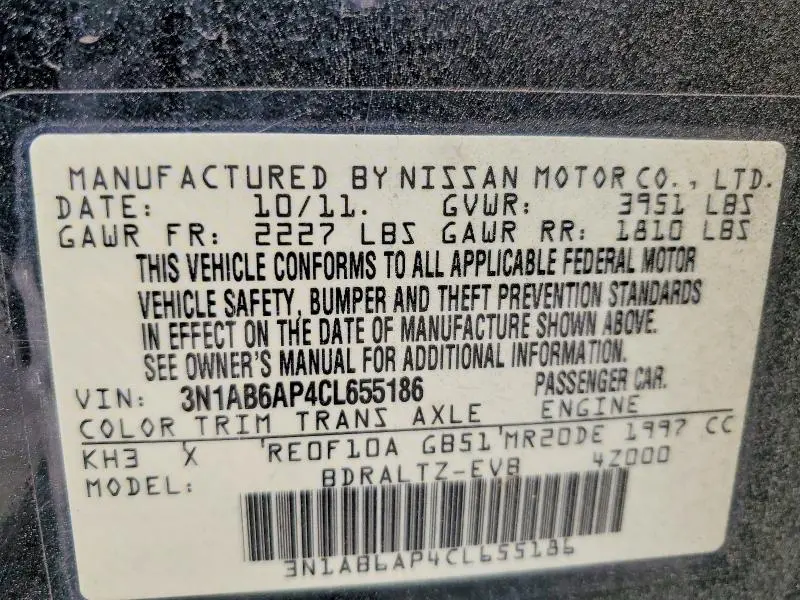 MANUFACTURED BY NISSAN MOTOR CO., LTD.
DATE: 10/11. GVWR: 3951 LBS
GAWR FR: 2227 LBS GAWR RR: 1810 LBS
THIS VEHICLE CONFORMS TO ALL APPLICABLE FEDERAL MOTOR
VEHICLE SAFETY, BUMPER AND THEFT PREVENTION STANDARDS
IN EFFECT ON THE DATE OF MANUFACTURE SHOWN ABOVE.
SEE OWNER'S MANUAL FOR ADDITIONAL INFORMATION.
VIN: 3N1AB6AP4CL655186 PASSENGER CAR.
COLOR TRIM TRANS AXLE ENGINE
KH3 X RE0F10A GB51 MR20DE 1997 CC
MODEL: BDRALTZ-EVB 4Z000
3N1AB6AP4CL655186